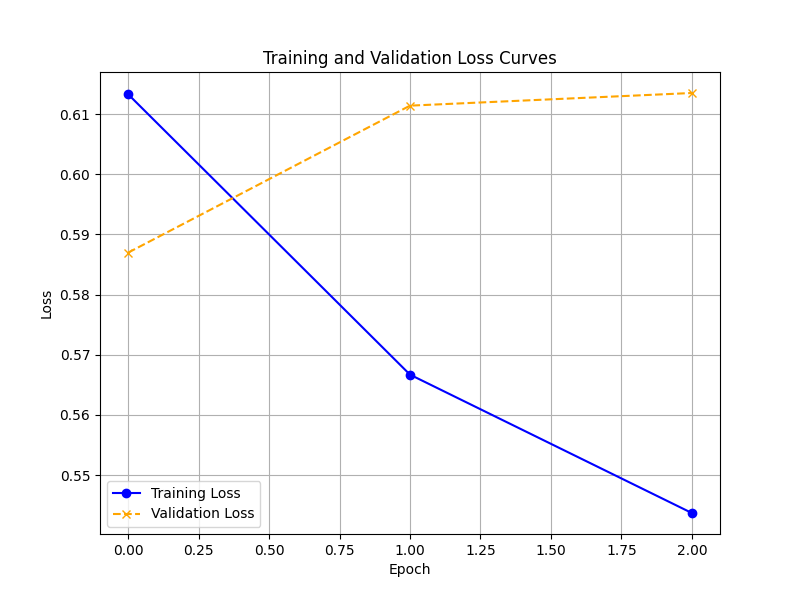 Training and Validation Loss Curves
0.61
0.60
0.59
0.58
0.57
0.56
0.55
Loss
Training Loss
Validation Loss
0.00 0.25 0.50 0.75 1.00 1.25 1.50 1.75 2.00
Epoch